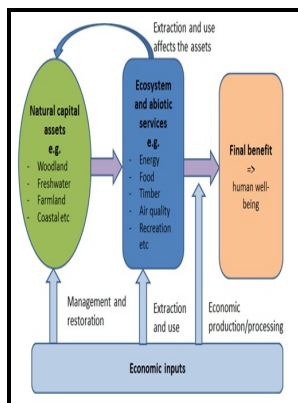 Extraction and use
affects the assets
Natural capital
assets
e.g.
- Woodland
- Freshwater
- Farmland
- Coastal etc
Ecosystem
and abiotic
services
e.g.
- Energy
- Food
- Timber
- Air quality
- Recreation
etc
Final benefit
=>
human well-
being
Management and
restoration
Extraction
and use
Economic
production/processing
Economic inputs